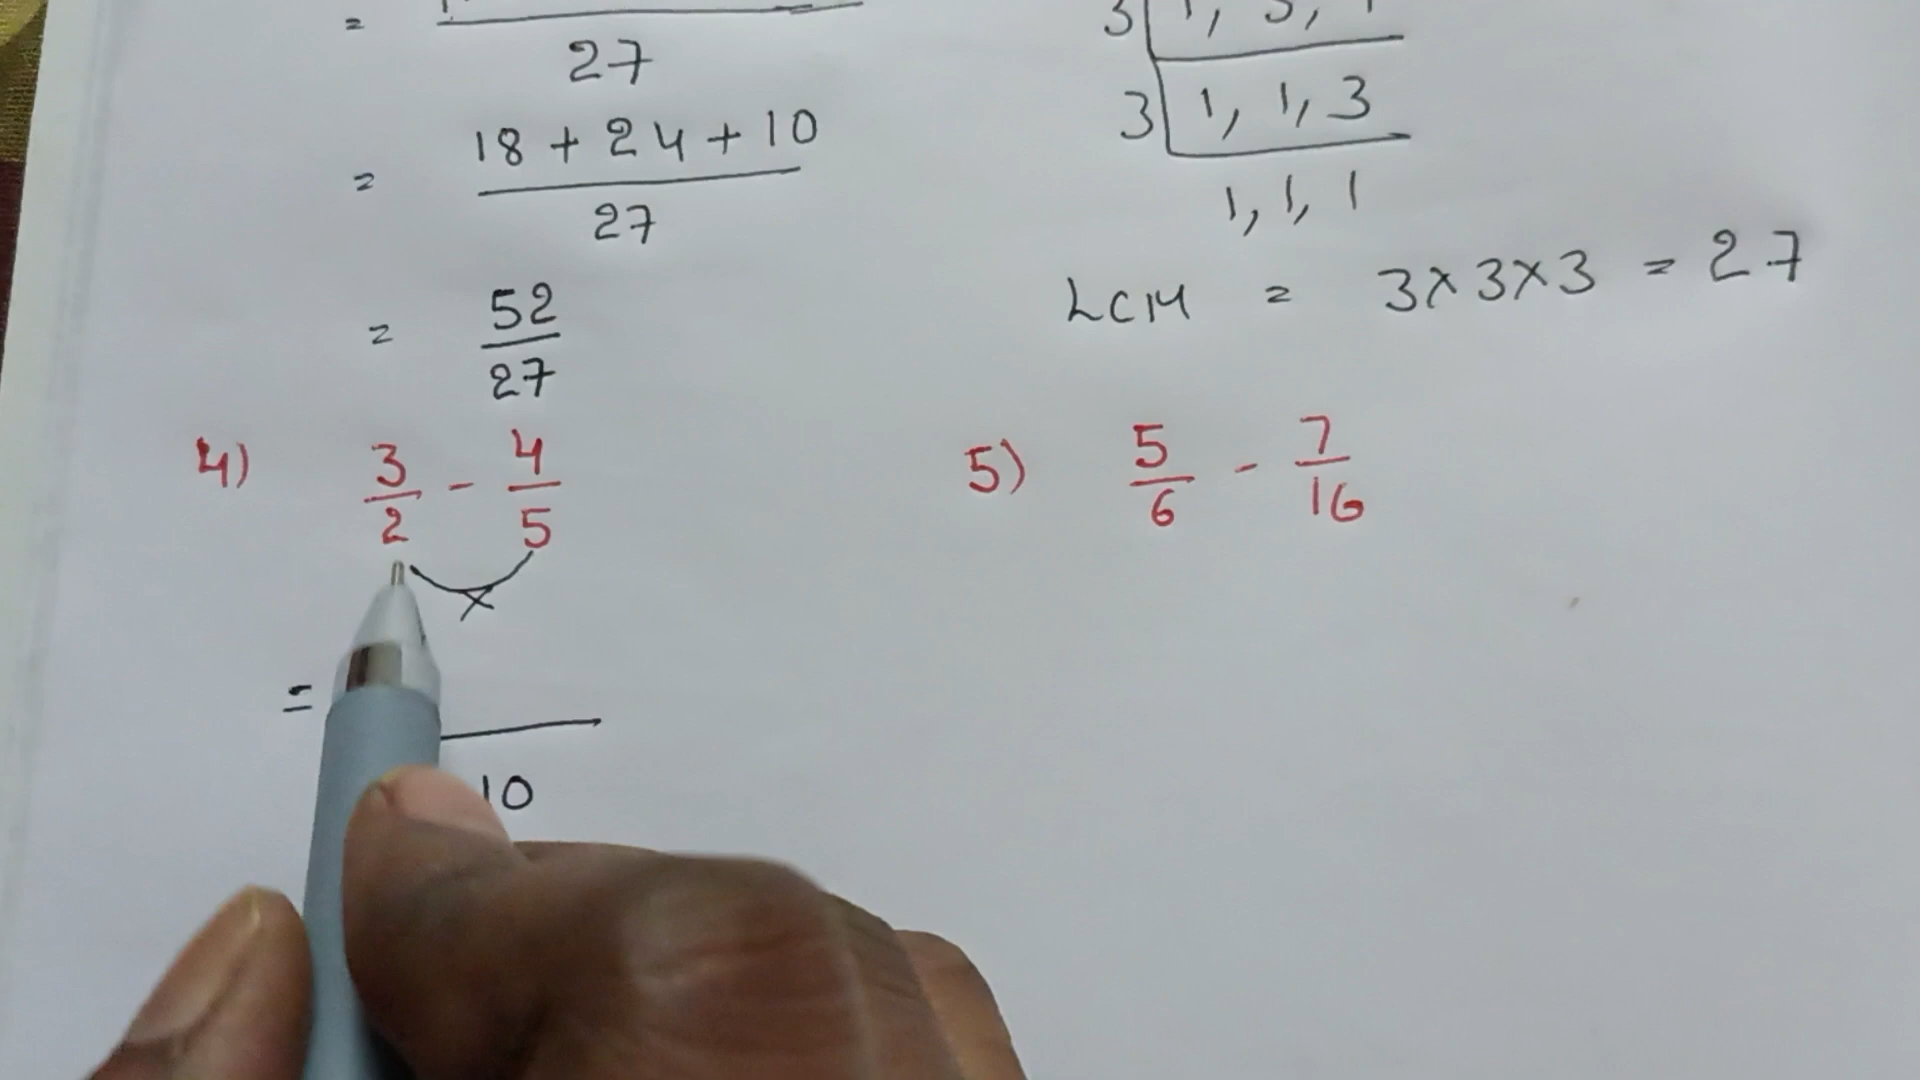 =
27
= 18 + 24 + 10
27
= 52
27
3
3 1, 1, 3
1, 1, 1
LCM = 3×3×3 = 27
4) 3/2 - 4/5
×
=
10
5) 5/6 - 7/16